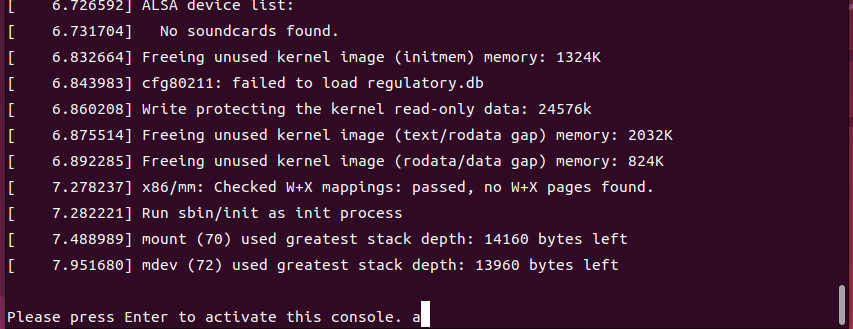 [    6.726592] ALSA device list:
[    6.731704]   No soundcards found.
[    6.832664] Freeing unused kernel image (initmem) memory: 1324K
[    6.843983] cfg80211: failed to load regulatory.db
[    6.860208] Write protecting the kernel read-only data: 24576k
[    6.875514] Freeing unused kernel image (text/rodata gap) memory: 2032K
[    6.892285] Freeing unused kernel image (rodata/data gap) memory: 824K
[    7.278237] x86/mm: Checked W+X mappings: passed, no W+X pages found.
[    7.282221] Run sbin/init as init process
[    7.488989] mount (70) used greatest stack depth: 14160 bytes left
[    7.951680] mdev (72) used greatest stack depth: 13960 bytes left
Please press Enter to activate this console. a